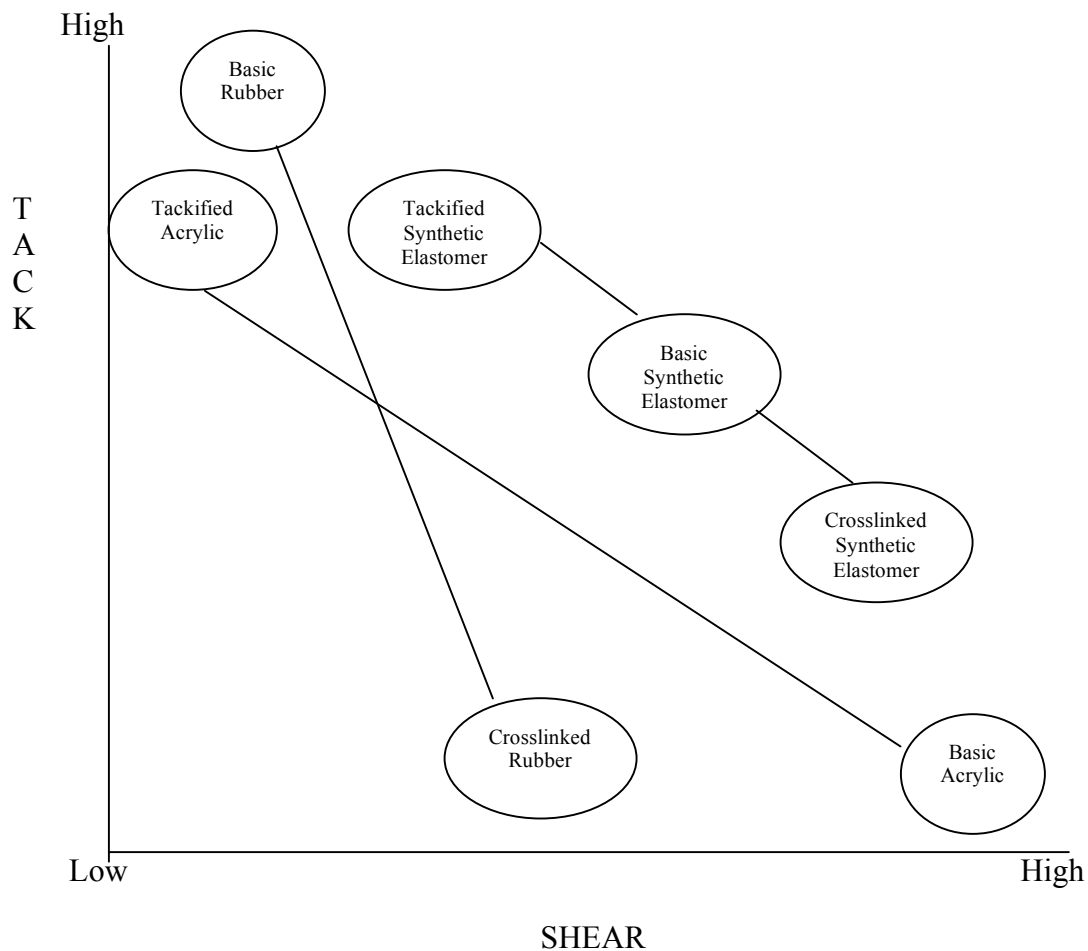 High
Basic
Rubber
T
A
C
K
Tackified
Acrylic
Tackified
Synthetic
Elastomer
Basic
Synthetic
Elastomer
Crosslinked
Synthetic
Elastomer
Crosslinked
Rubber
Basic
Acrylic
Low
High
SHEAR